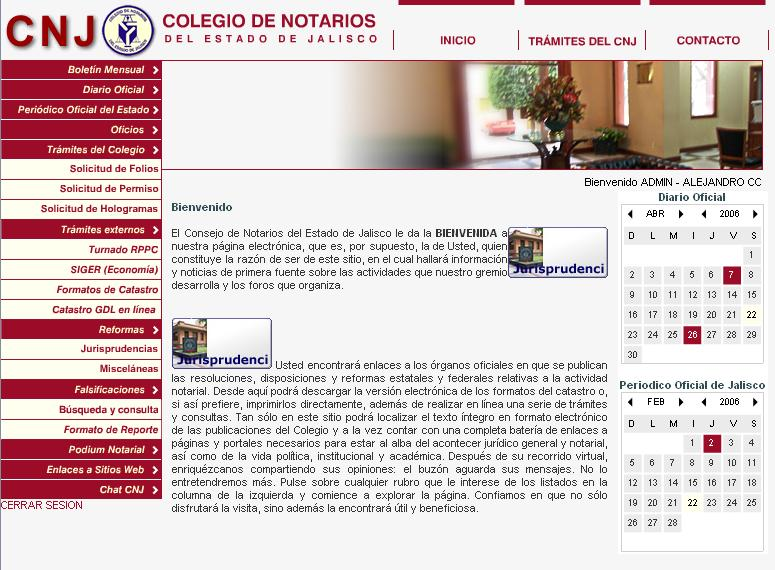 CNJ
COLEGIO DE NOTARIOS
DEL ESTADO DE JALISCO
INICIO
TRÁMITES DEL CNJ
CONTACTO
Boletín Mensual
Diario Oficial
Periódico Oficial del Estado
Oficios
Trámites del Colegio
Solicitud de Folios
Solicitud de Permiso
Solicitud de Hologramas
Trámites externos
Turnado RPPC
SIGER (Economía)
Formatos de Catastro
Catastro GDL en línea
Reformas
Jurisprudencias
Misceláneas
Falsificaciones
Búsqueda y consulta
Formato de Reporte
Podium Notarial
Enlaces a Sitios Web
Chat CNJ
CERRAR SESION
Bienvenido ADMIN - ALEJANDRO CC
Bienvenido
El Consejo de Notarios del Estado de Jalisco le da la BIENVENIDA a
nuestra página electrónica, que es, por supuesto, la de Usted, quien
constituye la razón de ser de este sitio, en el cual hallará información
y noticias de primera fuente sobre las actividades que nuestro gremio
desarrolla y los foros que organiza.
Jurisprudenci
Jurisprudenci
Usted encontrará enlaces a los órganos oficiales en que se publican
las resoluciones, disposiciones y reformas estatales y federales relativas a la actividad
notarial. Desde aquí podrá descargar la versión electrónica de los formatos del catastro o,
si así prefiere, imprimirlos directamente, además de realizar en línea una serie de trámites
y consultas. Tan sólo en este sitio podrá localizar el texto íntegro en formato electrónico
de las publicaciones del Colegio y a la vez contar con una completa batería de enlaces a
páginas y portales necesarios para estar al alba del acontecer jurídico general y notarial,
así como de la vida política, institucional y académica. Después de su recorrido virtual,
enriquézcanos compartiendo sus opiniones: el buzón aguarda sus mensajes. No lo
entretendremos más. Pulse sobre cualquier rubro que le interese de los listados en la
columna de la izquierda y comience a explorar la página. Confiamos en que no sólo
disfrutará la visita, sino además la encontrará útil y beneficiosa.
Diario Oficial
ABR 2006
D L M I J V S
1
2 3 4 5 6 7 8
9 10 11 12 13 14 15
16 17 18 19 20 21 22
23 24 25 26 27 28 29
30
Periodico Oficial de Jalisco
FEB 2006
D L M I J V S
1 2 3 4
5 6 7 8 9 10 11
12 13 14 15 16 17 18
19 20 21 22 23 24 25
26 27 28